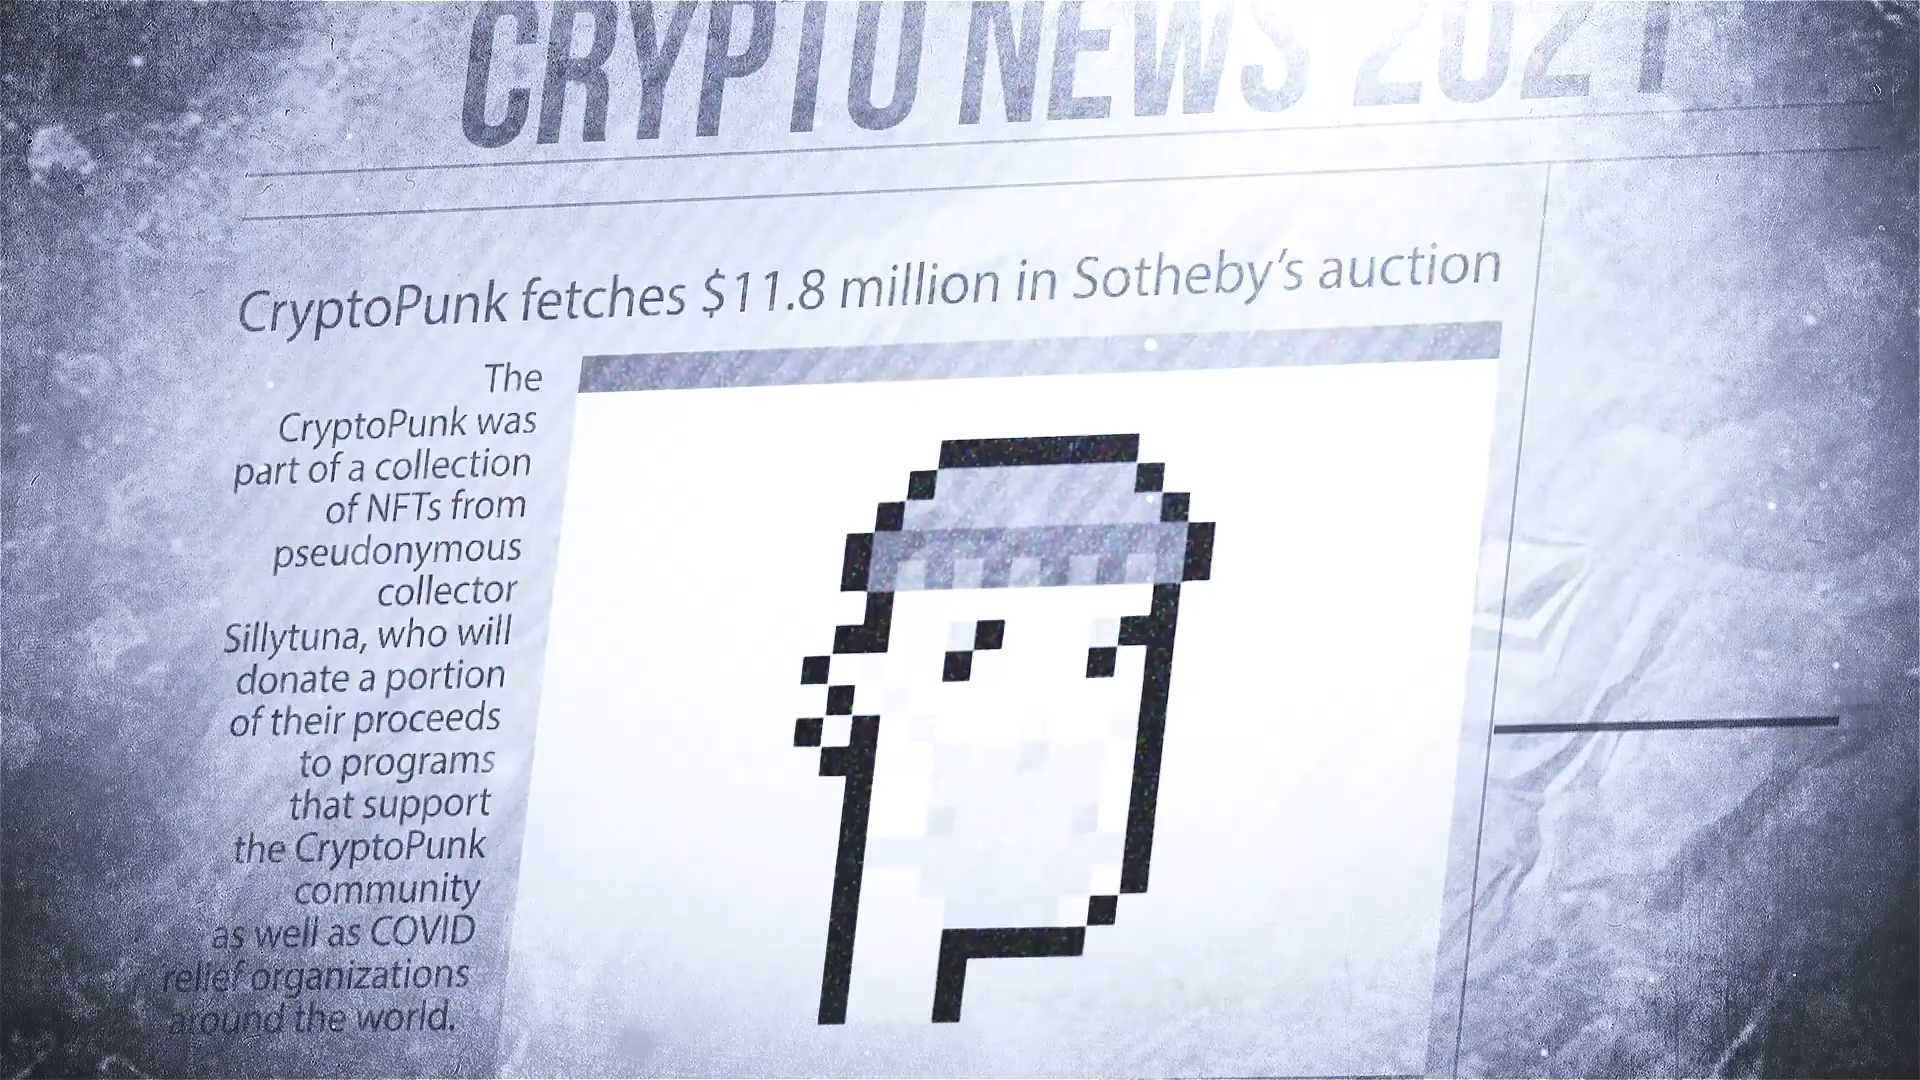 CRYPTO NEWS 2021
CryptoPunk fetches $11.8 million in Sotheby's auction
The
CryptoPunk was
part of a collection
of NFTs from
pseudonymous
collector
Sillytuna, who will
donate a portion
of their proceeds
to programs
that support
the CryptoPunk
community
as well as COVID
relief organizations
around the world.